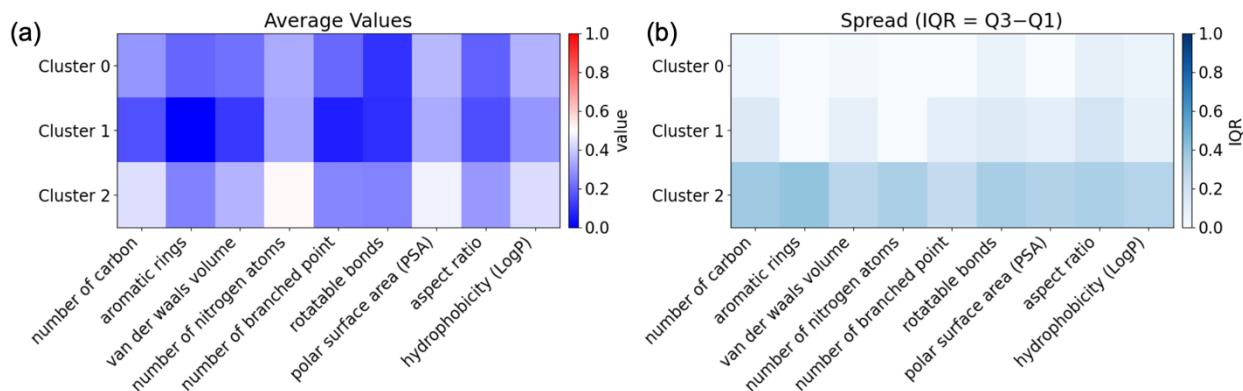 (a)
Average Values
Cluster 0
Cluster 1
Cluster 2
1.0
0.8
0.6
0.4
0.2
0.0
value
number of carbon
aromatic rings
van der waals volume
number of nitrogen atoms
number of branched point
rotatable bonds
polar surface area (PSA)
aspect ratio
hydrophobicity (LogP)
(b)
Spread (IQR = Q3−Q1)
Cluster 0
Cluster 1
Cluster 2
1.0
0.8
0.6
0.4
0.2
0.0
IQR
number of carbon
aromatic rings
van der waals volume
number of nitrogen atoms
number of branched point
rotatable bonds
polar surface area (PSA)
aspect ratio
hydrophobicity (LogP)